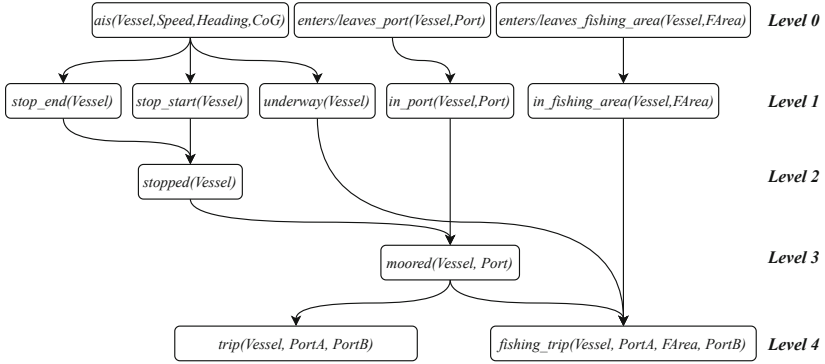 ais(Vessel,Speed,Heading,CoG) enters/leaves_port(Vessel,Port) enters/leaves_fishing_area(Vessel,FArea) Level 0
stop_end(Vessel) stop_start(Vessel) underway(Vessel) in_port(Vessel,Port) in_fishing_area(Vessel,FArea) Level 1
stopped(Vessel) Level 2
moored(Vessel, Port) Level 3
trip(Vessel, PortA, PortB) fishing_trip(Vessel, PortA, FArea, PortB) Level 4